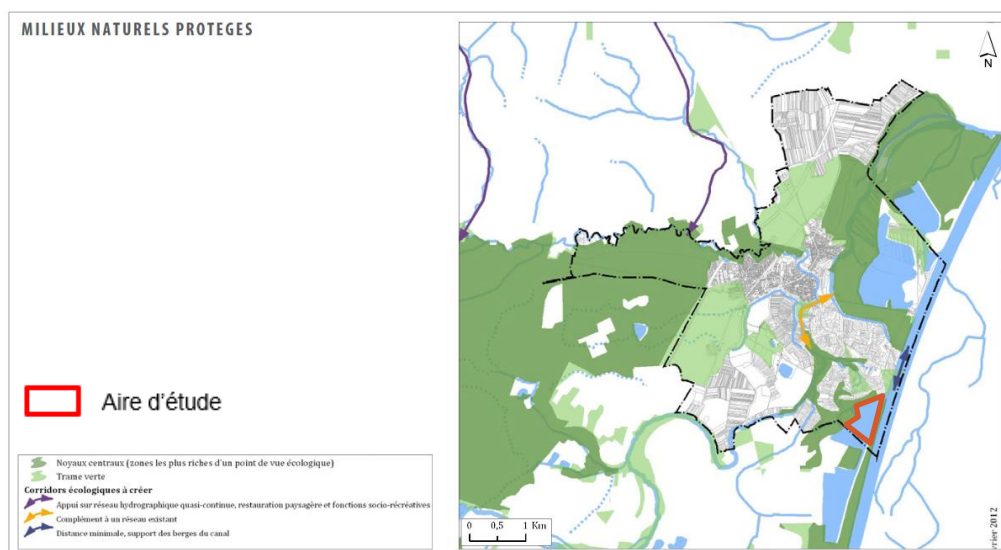 MILIEUX NATURELS PROTEGES
N
Aire d'étude
Noyaux centraux (zones les plus riches d'un point de vue écologique)
Trame verte
Corridors écologiques à créer
Appui sur réseau hydrographique quasi-continue, restauration paysagère et fonctions socio-récréatives
Complément à un réseau existant
Distance minimale, support des berges du canal
0 0,5 1 Km
vrier 2012